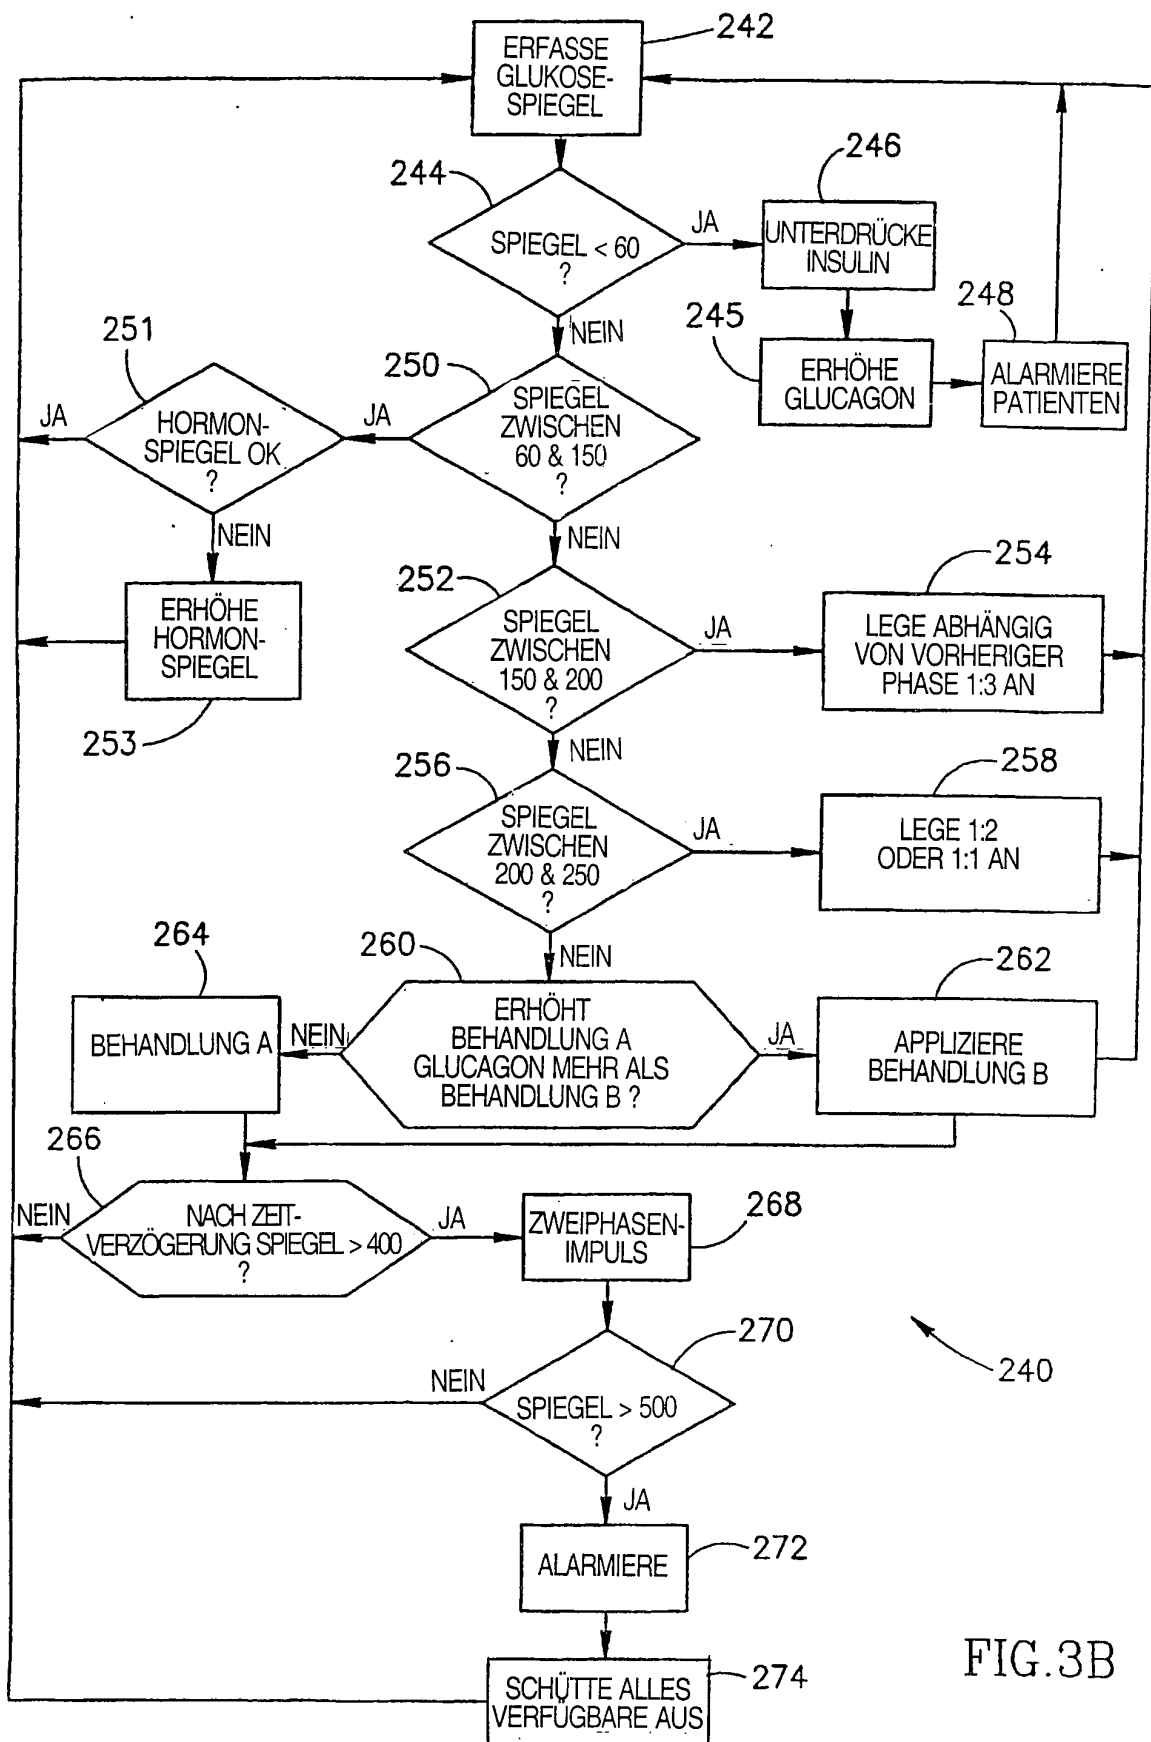 242
ERFASSE
GLUKOSE-
SPIEGEL
244
SPIEGEL < 60
?
JA
246
UNTERDRÜCKE
INSULIN
NEIN
245
ERHÖHE
GLUCAGON
248
ALARMIERE
PATIENTEN
251
JA
HORMON-
SPIEGEL OK
?
250
JA
SPIEGEL
ZWISCHEN
60 & 150
?
NEIN
NEIN
253
ERHÖHE
HORMON-
SPIEGEL
252
SPIEGEL
ZWISCHEN
150 & 200
?
JA
254
LEGE ABHÄNGIG
VON VORHERIGER
PHASE 1:3 AN
NEIN
256
SPIEGEL
ZWISCHEN
200 & 250
?
JA
258
LEGE 1:2
ODER 1:1 AN
NEIN
264
BEHANDLUNG A
NEIN
260
ERHÖHT
BEHANDLUNG A
GLUCAGON MEHR ALS
BEHANDLUNG B ?
JA
262
APPLIZIERE
BEHANDLUNG B
266
NEIN
NACH ZEIT-
VERZÖGERUNG SPIEGEL > 400
?
JA
268
ZWEIPHASEN-
IMPULS
270
NEIN
SPIEGEL > 500
?
240
JA
272
ALARMIERE
274
SCHÜTTE ALLES
VERFÜGBARE AUS
FIG.3B